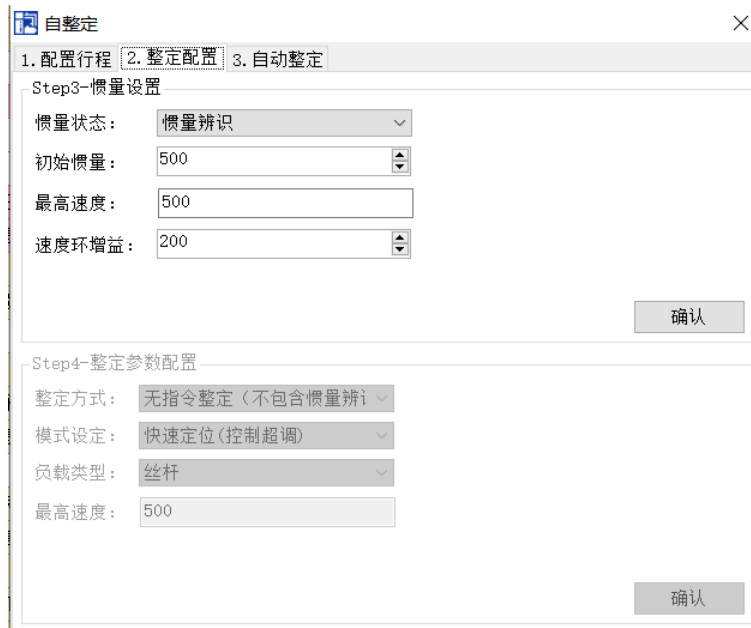 自整定
1.配置行程 2.整定配置 3.自动整定
Step3-惯量设置
惯量状态： 惯量辨识
初始惯量： 500
最高速度： 500
速度环增益： 200
确认
Step4-整定参数配置
整定方式： 无指令整定（不包含惯量辨
模式设定： 快速定位(控制超调)
负载类型： 丝杆
最高速度： 500
确认